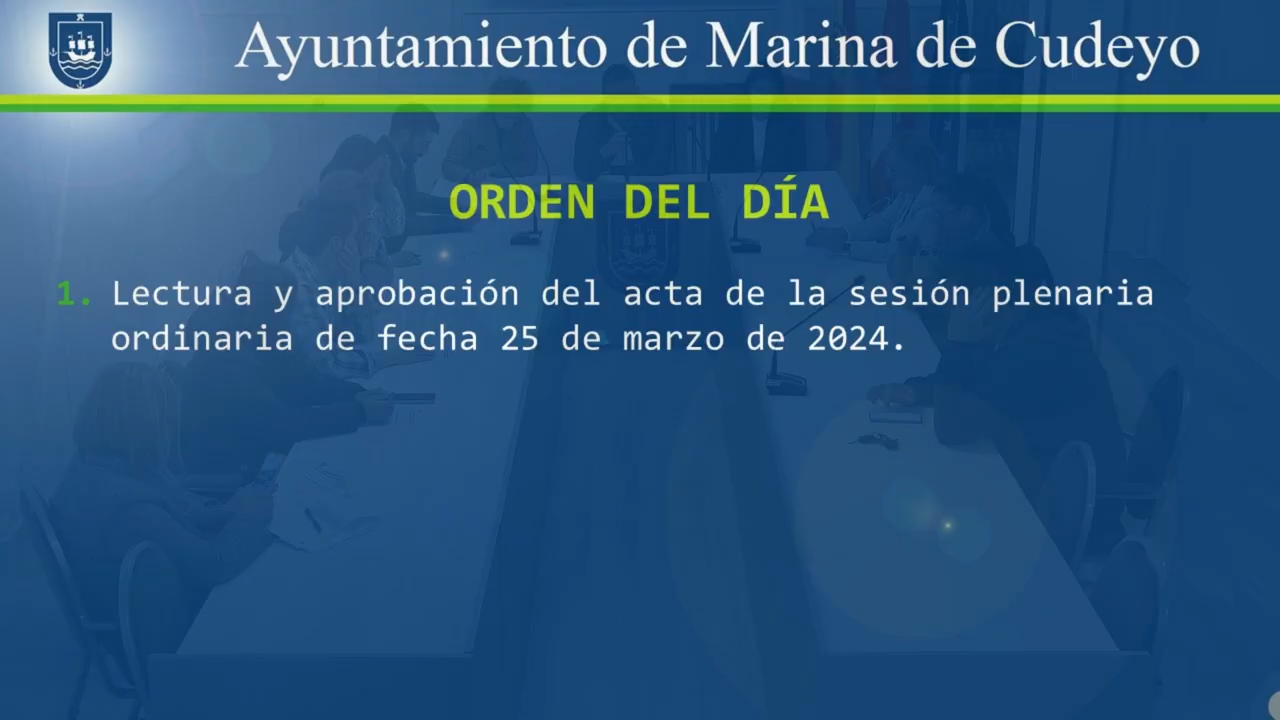 Ayuntamiento de Marina de Cudeyo
ORDEN DEL DÍA
1. Lectura y aprobación del acta de la sesión plenaria
ordinaria de fecha 25 de marzo de 2024.